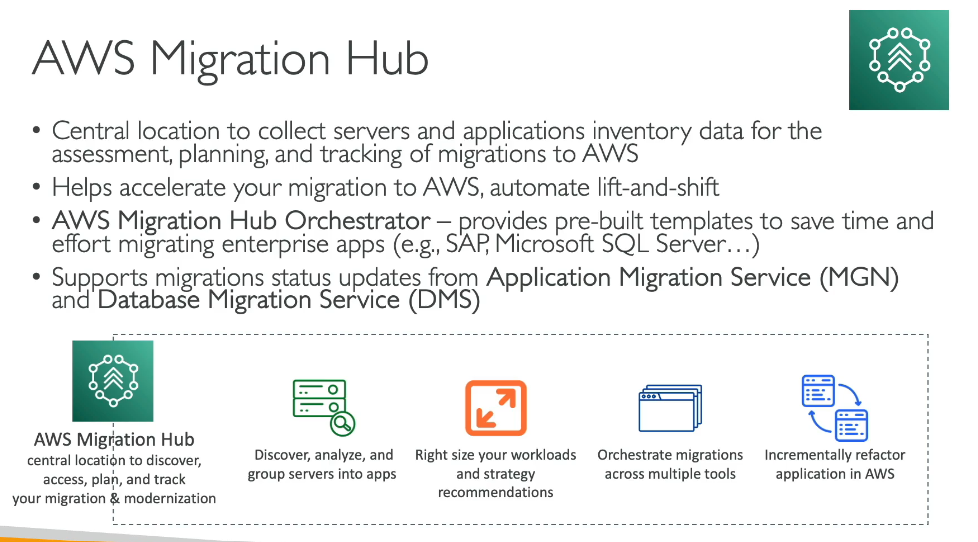 AWS Migration Hub
• Central location to collect servers and applications inventory data for the
assessment, planning, and tracking of migrations to AWS
• Helps accelerate your migration to AWS, automate lift-and-shift
• AWS Migration Hub Orchestrator – provides pre-built templates to save time and
effort migrating enterprise apps (e.g., SAP, Microsoft SQL Server…)
• Supports migrations status updates from Application Migration Service (MGN)
and Database Migration Service (DMS)
AWS Migration Hub
central location to discover,
access, plan, and track
your migration & modernization
Discover, analyze, and
group servers into apps
Right size your workloads
and strategy
recommendations
Orchestrate migrations
across multiple tools
Incrementally refactor
application in AWS